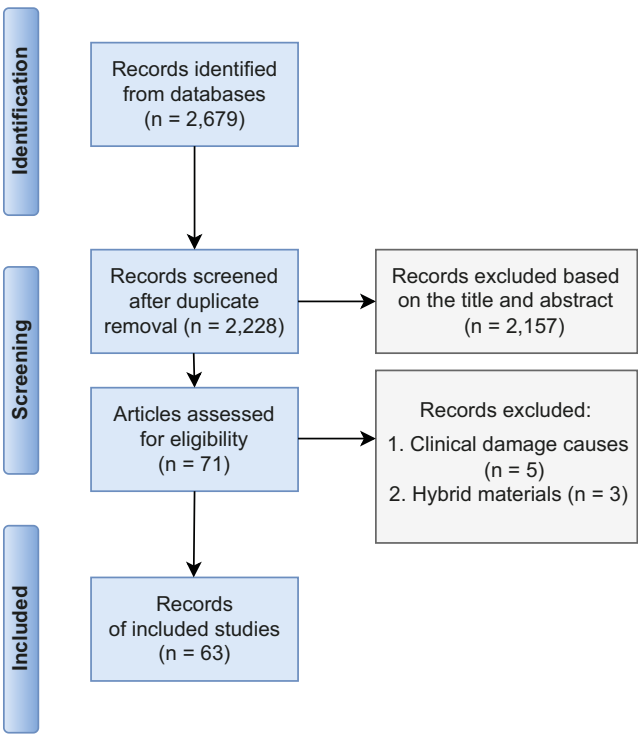 Identification
Records identified
from databases
(n = 2,679)
Screening
Records screened
after duplicate
removal (n = 2,228)
Records excluded based
on the title and abstract
(n = 2,157)
Articles assessed
for eligibility
(n = 71)
Records excluded:
1. Clinical damage causes
(n = 5)
2. Hybrid materials (n = 3)
Included
Records
of included studies
(n = 63)